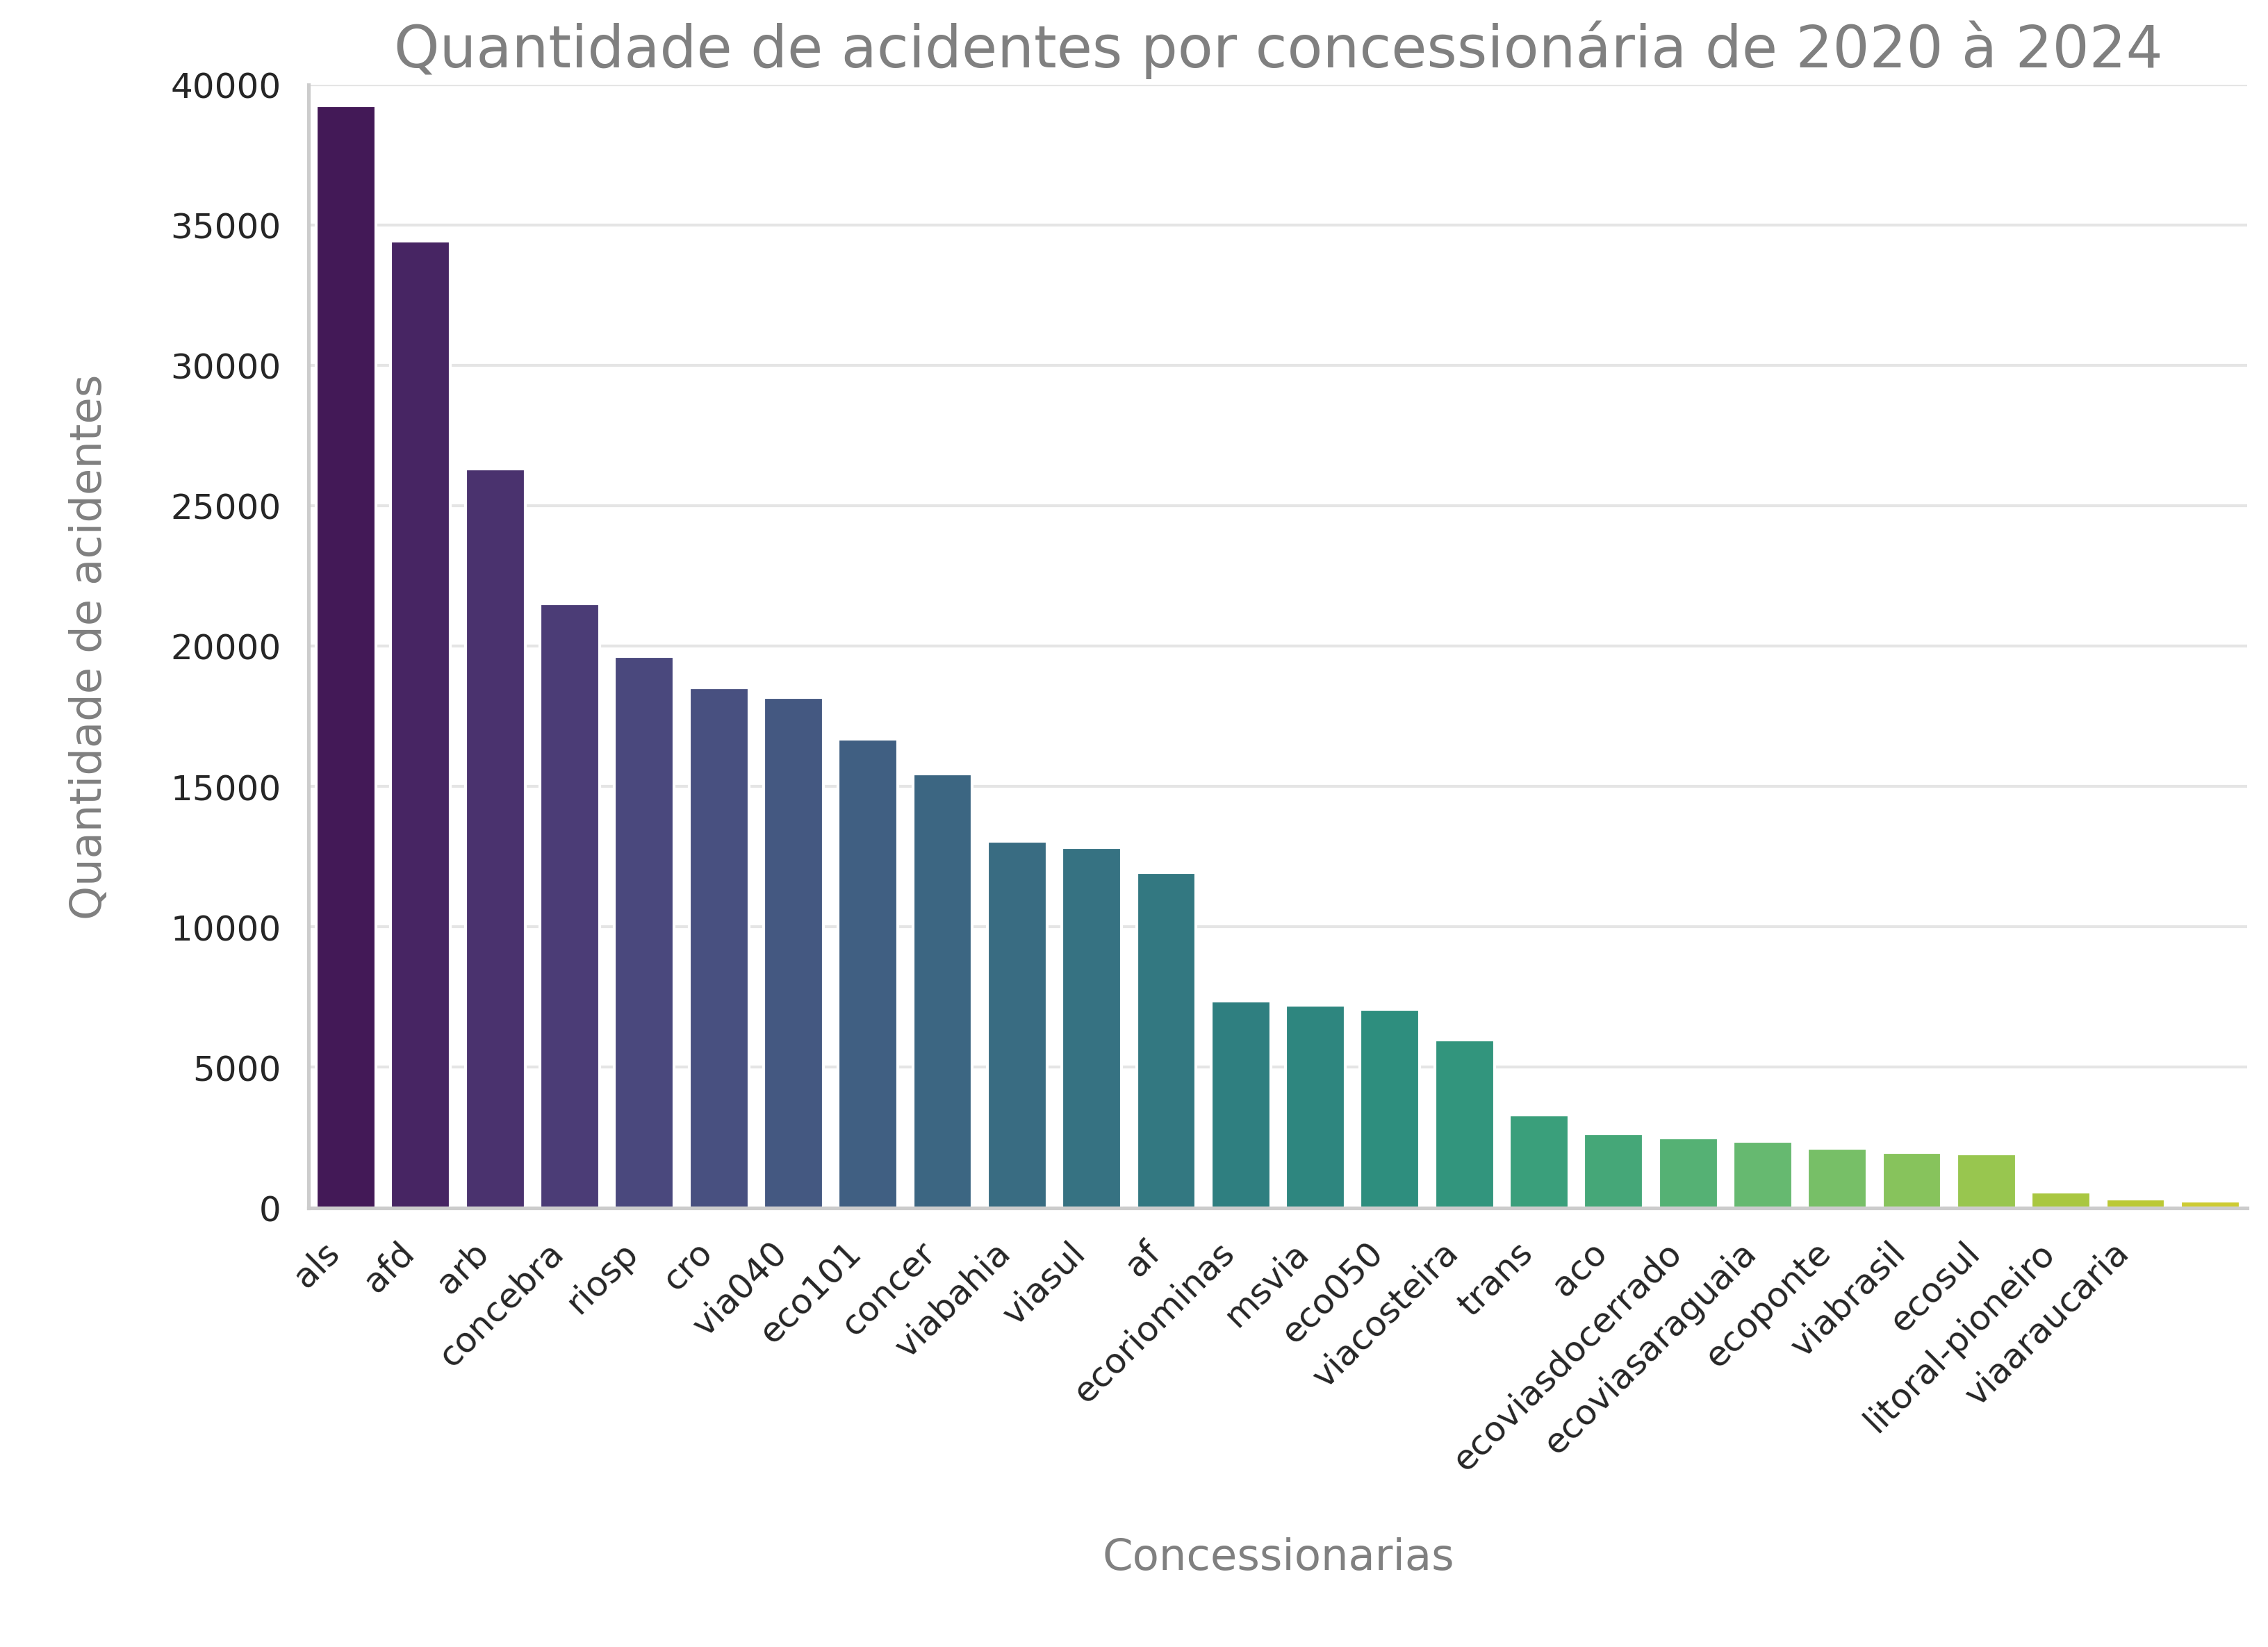 Quantidade de acidentes por concessionária de 2020 à 2024
Quantidade de acidentes
40000
35000
30000
25000
20000
15000
10000
5000
0
als
afd
arb
concebra
riosp
cro
via040
eco101
concer
viabahia
viasul
af
ecoriominas
msvia
eco050
viacosteira
trans
aco
ecoviasdocerrado
ecoviasaraguaia
ecoponte
viabrasil
ecosul
litoral-pioneiro
viaaraucaria
Concessionarias